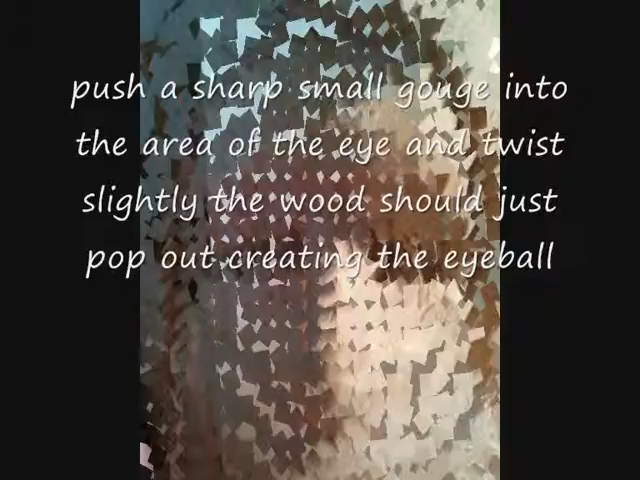 push a sharp small gouge into
the area of the eye and twist
slightly the wood should just
pop out creating the eyeball